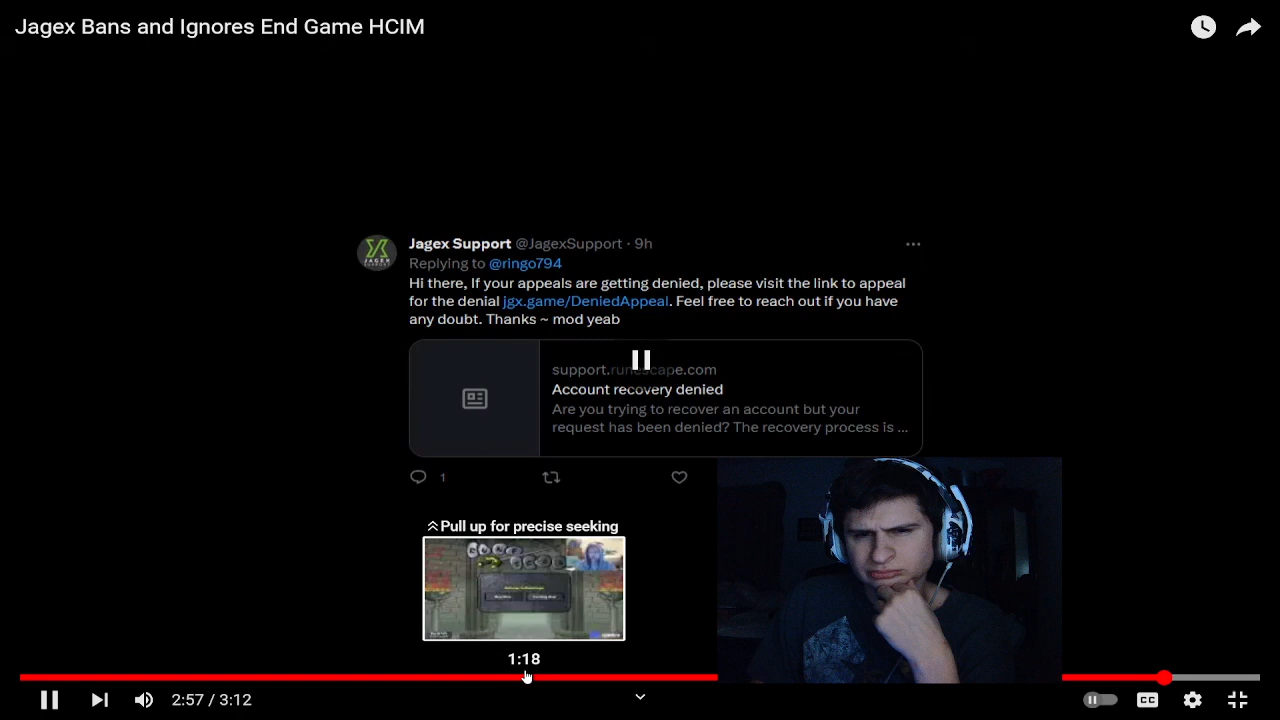 Jagex Bans and Ignores End Game HCIM
Jagex Support @JagexSupport · 9h
Replying to @ringo794
Hi there, If your appeals are getting denied, please visit the link to appeal
for the denial jgx.game/DeniedAppeal. Feel free to reach out if you have
any doubt. Thanks ~ mod yeab
support.runescape.com
Account recovery denied
Are you trying to recover an account but your
request has been denied? The recovery process is ...
1
Pull up for precise seeking
1:18
2:57 / 3:12
CC